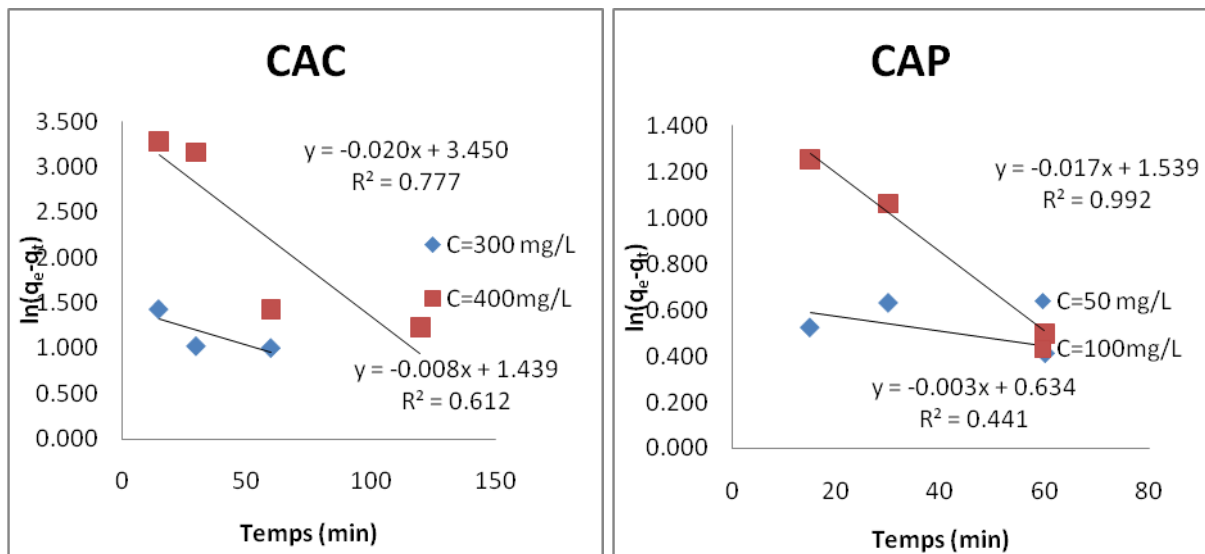 CAC
3.500
3.000
2.500
2.000
1.500
1.000
0.500
0.000
ln(qₑ-qₜ)
y = -0.020x + 3.450
R² = 0.777
C=300 mg/L
C=400mg/L
y = -0.008x + 1.439
R² = 0.612
0 50 100 150
Temps (min)
CAP
1.400
1.200
1.000
0.800
0.600
0.400
0.200
0.000
ln(qₑ-qₜ)
y = -0.017x + 1.539
R² = 0.992
C=50 mg/L
C=100mg/L
y = -0.003x + 0.634
R² = 0.441
0 20 40 60 80
Temps (min)